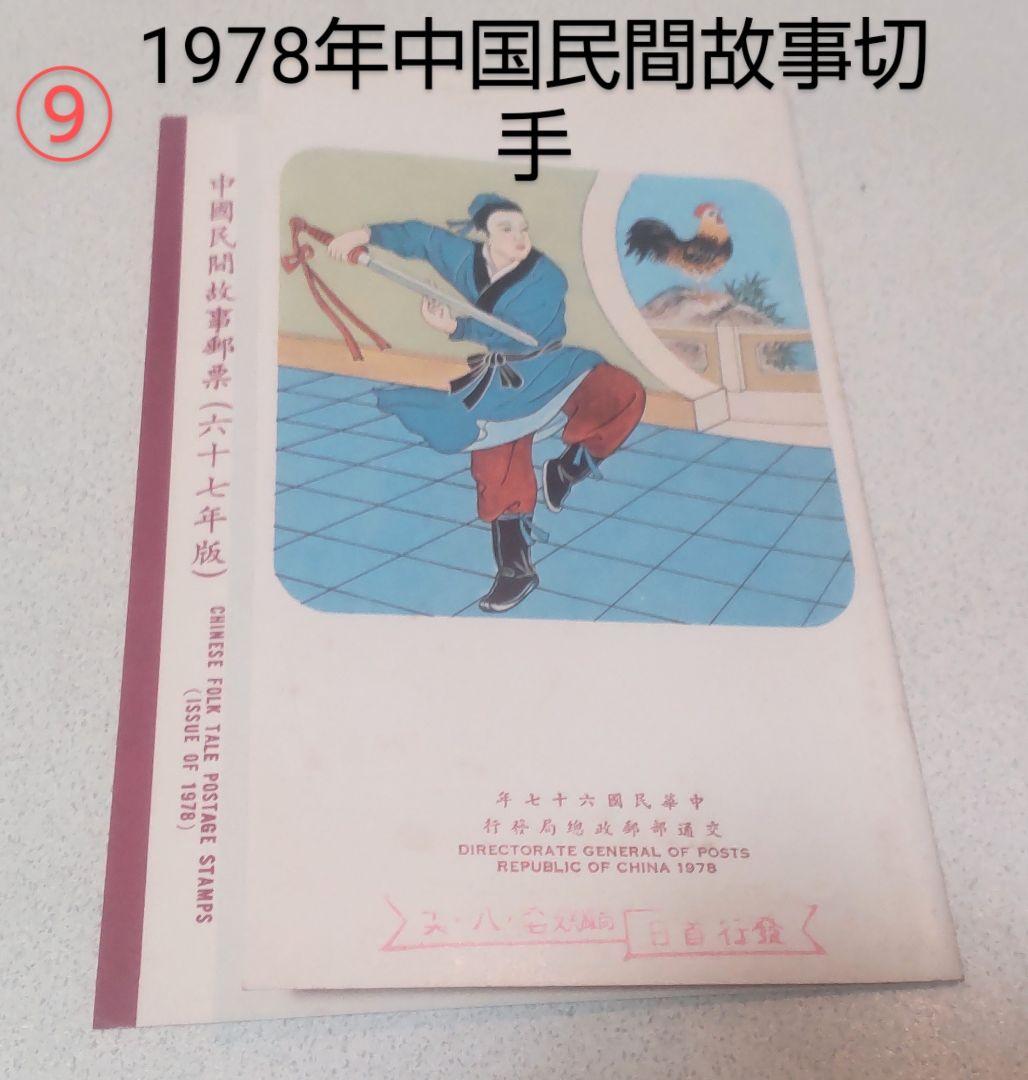 1978年中国民間故事切
手
⑨
中國民間故事郵票(六十七年版)
CHINESE FOLK TALE POSTAGE STAMPS
(ISSUE OF 1978)
年七十六國民華中
行發局總政郵部通交
DIRECTORATE GENERAL OF POSTS
REPUBLIC OF CHINA 1978
日首行發